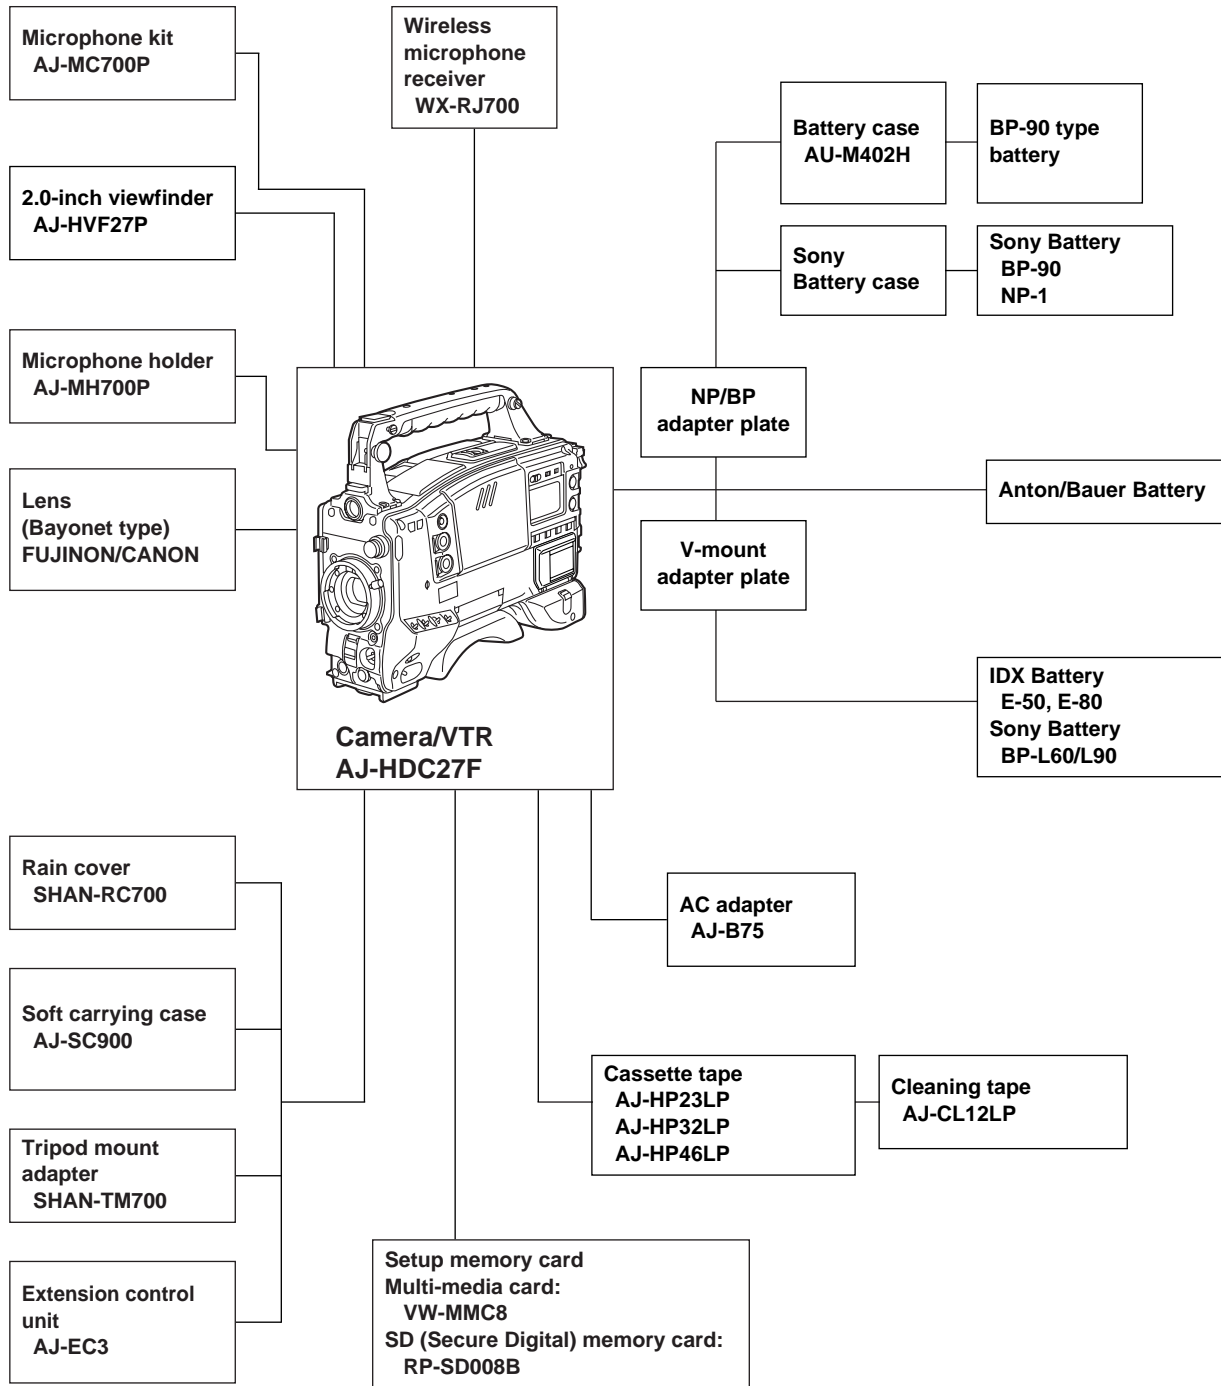 Microphone kit
AJ-MC700P
Wireless
microphone
receiver
WX-RJ700
Battery case
AU-M402H
BP-90 type
battery
2.0-inch viewfinder
AJ-HVF27P
Sony
Battery case
Sony Battery
BP-90
NP-1
Microphone holder
AJ-MH700P
NP/BP
adapter plate
Lens
(Bayonet type)
FUJINON/CANON
Anton/Bauer Battery
V-mount
adapter plate
IDX Battery
E-50, E-80
Sony Battery
BP-L60/L90
Camera/VTR
AJ-HDC27F
Rain cover
SHAN-RC700
AC adapter
AJ-B75
Soft carrying case
AJ-SC900
Cassette tape
AJ-HP23LP
AJ-HP32LP
AJ-HP46LP
Cleaning tape
AJ-CL12LP
Tripod mount
adapter
SHAN-TM700
Extension control
unit
AJ-EC3
Setup memory card
Multi-media card:
VW-MMC8
SD (Secure Digital) memory card:
RP-SD008B